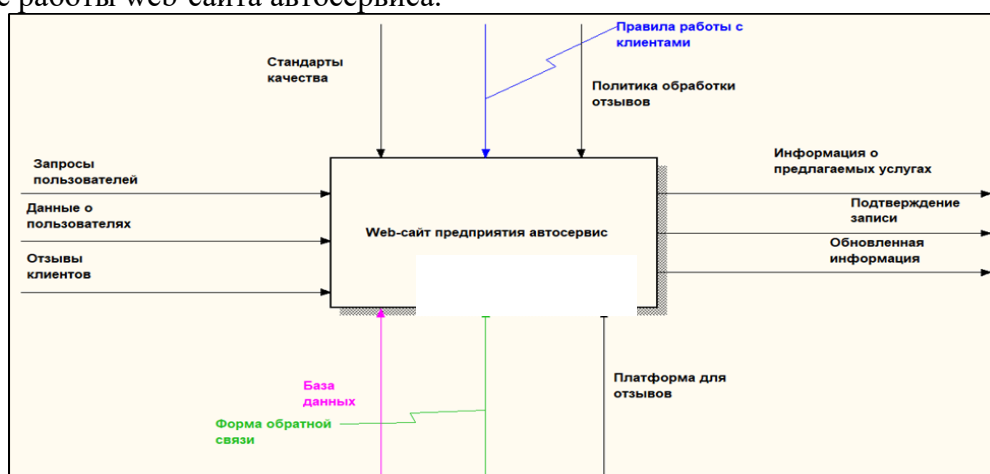 е работы web-сайта автосервиса.
Правила работы с
клиентами
Стандарты
качества
Политика обработки
отзывов
Запросы
пользователей
Информация о
предлагаемых услугах
Данные о
пользователях
Подтверждение
записи
Web-сайт предприятия автосервис
Обновленная
информация
Отзывы
клиентов
База
данных
Платформа для
отзывов
Форма обратной
связи